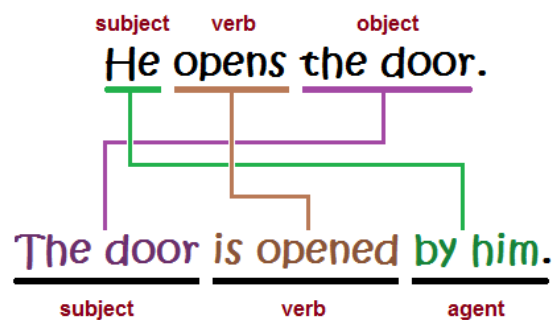 subject verb object
He opens the door.
The door is opened by him.
subject verb agent